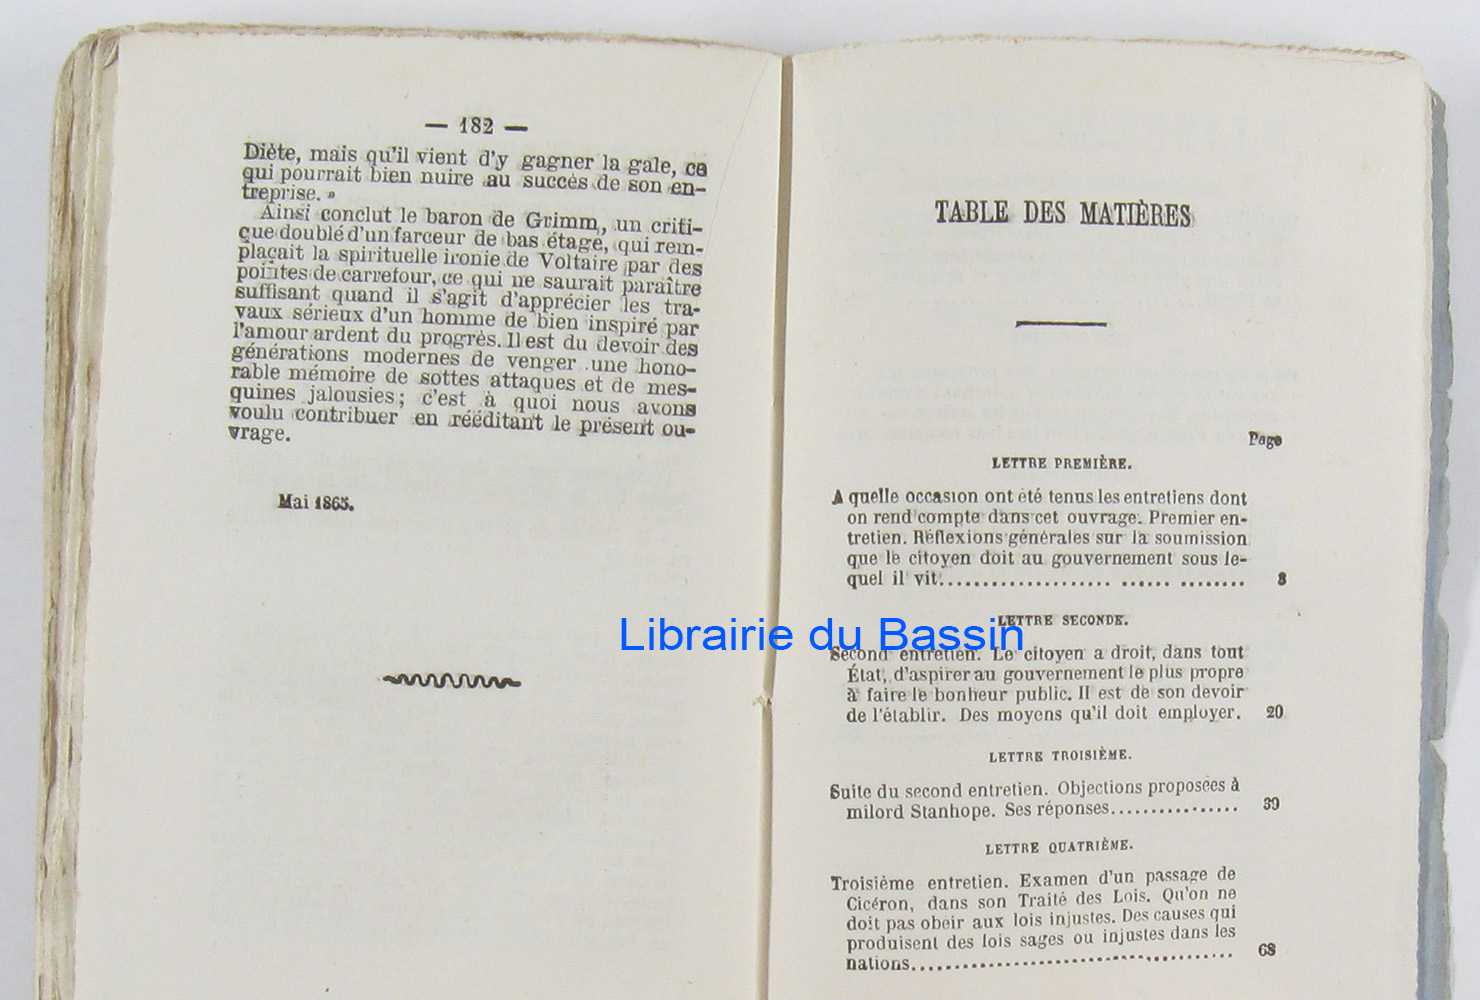 — 182 —
Diète, mais qu'il vient d'y gagner la gale, ce
qui pourrait bien nuire au succès de son en-
treprise. »
Ainsi conclut le baron de Grimm, un criti-
que doublé d'un farceur de bas étage, qui rem-
plaçait la spirituelle ironie de Voltaire par des
pointes de carrefour, ce qui ne saurait paraître
suffisant quand il s'agit d'apprécier les tra-
vaux sérieux d'un homme de bien inspiré par
l'amour ardent du progrès. Il est du devoir des
générations modernes de venger une hono-
rable mémoire de sottes attaques et de mes-
quines jalousies; c'est à quoi nous avons
voulu contribuer en rééditant le présent ou-
vrage.
Mai 1865.
TABLE DES MATIÈRES
Page
LETTRE PREMIÈRE.
A quelle occasion ont été tenus les entretiens dont
on rend compte dans cet ouvrage. Premier en-
tretien. Réflexions générales sur la soumission
que le citoyen doit au gouvernement sous le-
quel il vit.................... ...... ........ 3
LETTRE SECONDE.
Librairie du Bassin
Second entretien. Le citoyen a droit, dans tout
État, d'aspirer au gouvernement le plus propre
à faire le bonheur public. Il est de son devoir
de l'établir. Des moyens qu'il doit employer. 20
LETTRE TROISIÈME.
Suite du second entretien. Objections proposées à
milord Stanhope. Ses réponses................ 39
LETTRE QUATRIÈME.
Troisième entretien. Examen d'un passage de
Cicéron, dans son Traité des Lois. Qu'on ne
doit pas obéir aux lois injustes. Des causes qui
produisent des lois sages ou injustes dans les
nations.................................... 63